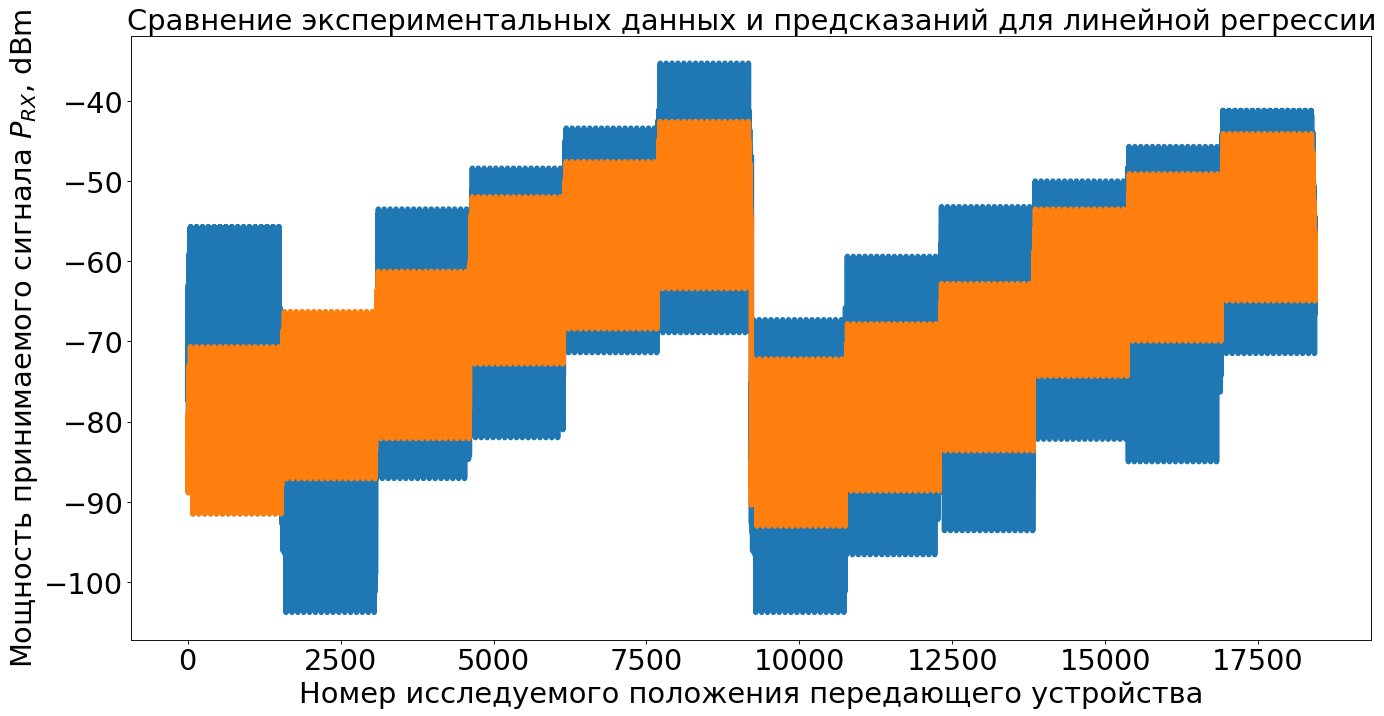 Сравнение экспериментальных данных и предсказаний для линейной регрессии
Мощность принимаемого сигнала P_RX, dBm
−40
−50
−60
−70
−80
−90
−100
0 2500 5000 7500 10000 12500 15000 17500
Номер исследуемого положения передающего устройства